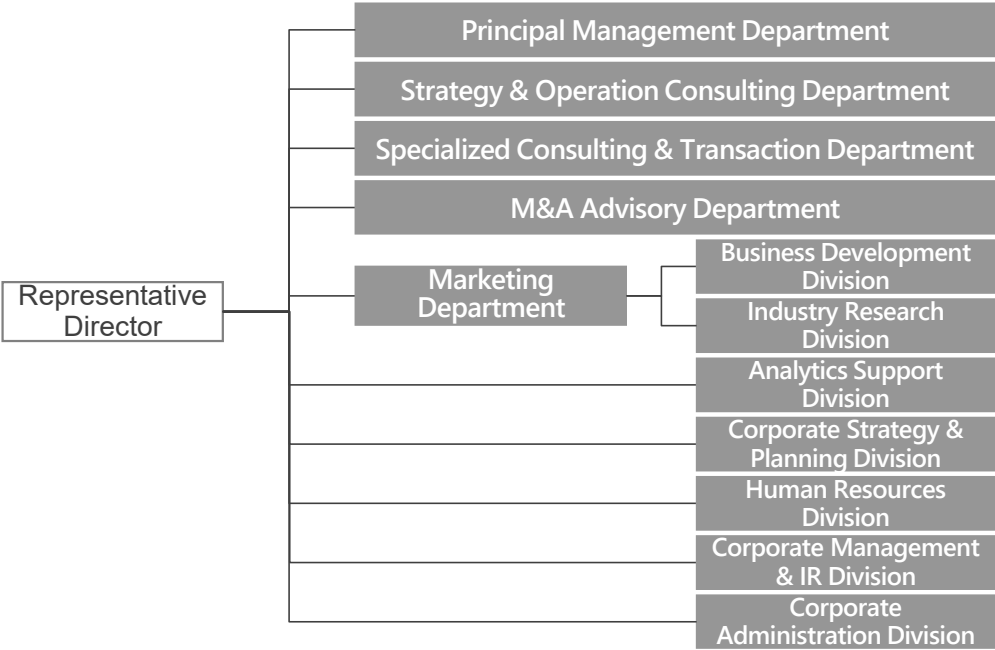 Principal Management Department
Strategy & Operation Consulting Department
Specialized Consulting & Transaction Department
M&A Advisory Department
Representative
Director
Marketing
Department
Business Development
Division
Industry Research
Division
Analytics Support
Division
Corporate Strategy &
Planning Division
Human Resources
Division
Corporate Management
& IR Division
Corporate
Administration Division